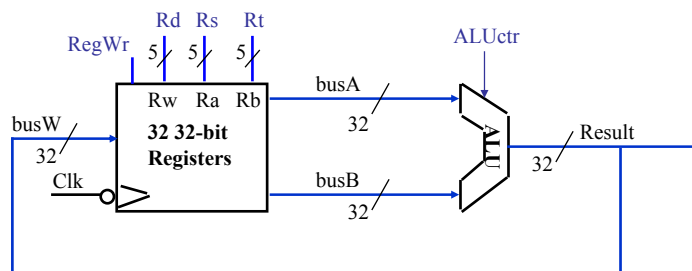 Rd Rs Rt
RegWr ALUctr
5 5 5
Rw Ra Rb
busA
busW 32 32-bit Registers
32
32
ALU
Result
32
Clk
busB
32